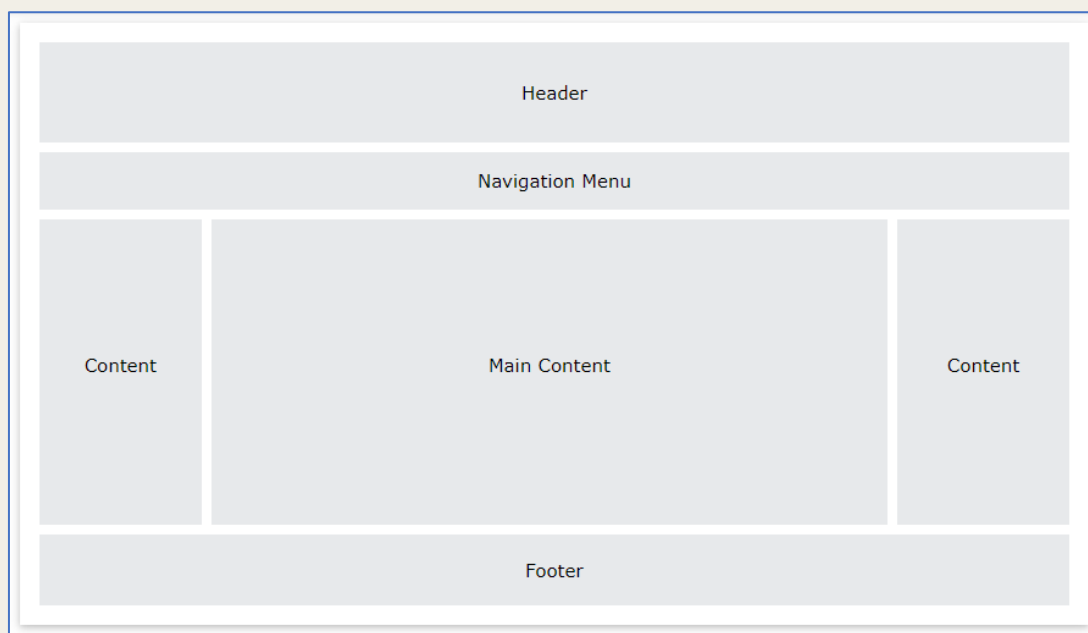 Header
Navigation Menu
Content
Main Content
Content
Footer